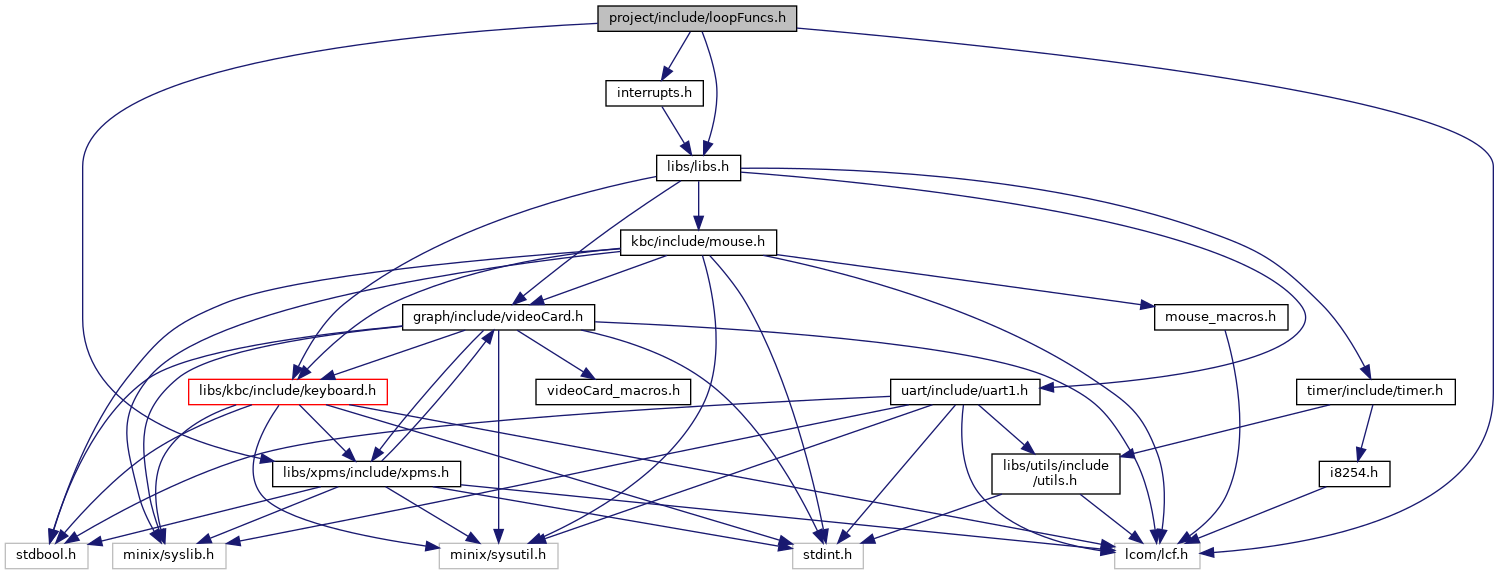 project/include/loopFuncs.h
interrupts.h
libs/libs.h
kbc/include/mouse.h
graph/include/videoCard.h
mouse_macros.h
libs/kbc/include/keyboard.h
videoCard_macros.h
uart/include/uart1.h
timer/include/timer.h
libs/xpms/include/xpms.h
libs/utils/include
/utils.h
i8254.h
stdbool.h
minix/syslib.h
minix/sysutil.h
stdint.h
lcom/lcf.h